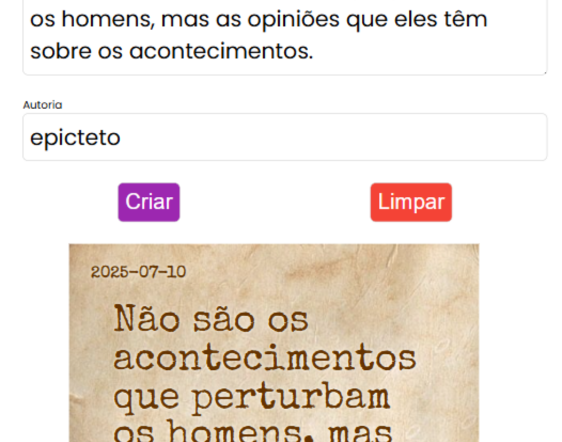 os homens, mas as opiniões que eles têm
sobre os acontecimentos.
Autoria
epicteto
Criar
Limpar
2025-07-10
Não são os
acontecimentos
que perturbam
os homens, mas